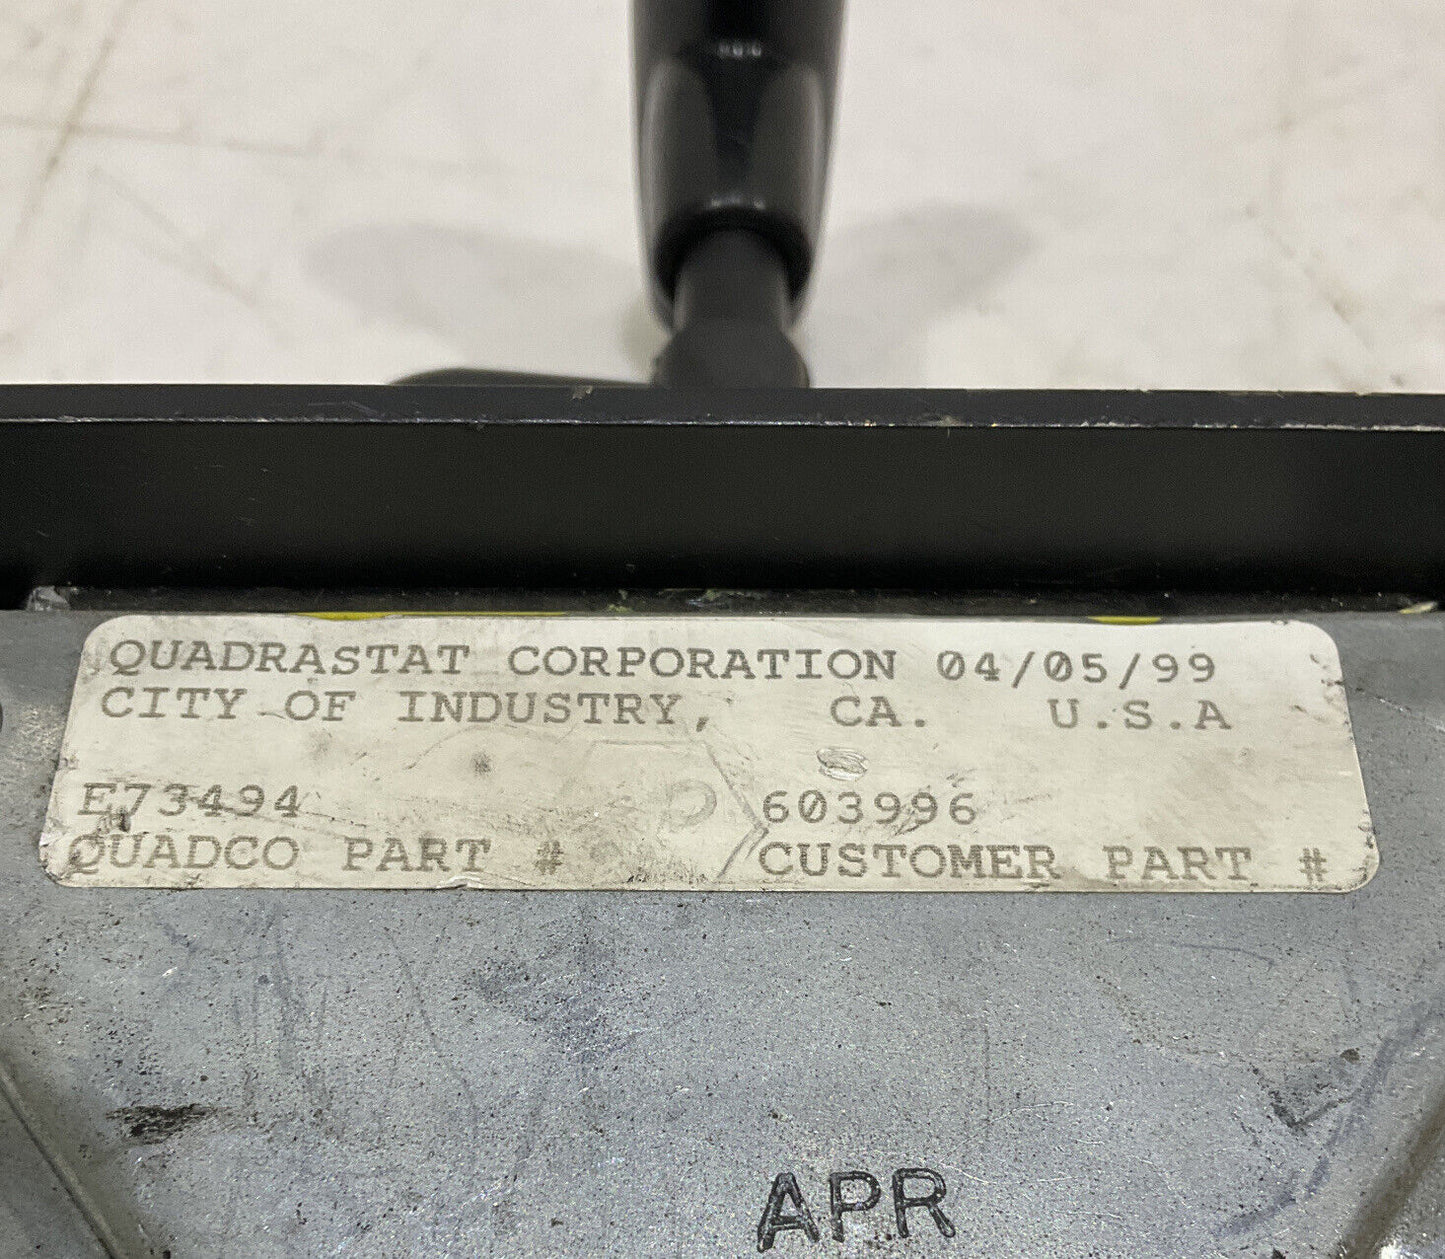 QUADRASTAT CORPORATION 04/05/99
CITY OF INDUSTRY, CA. U.S.A
E73494 603996
QUADCO PART # CUSTOMER PART #
APR